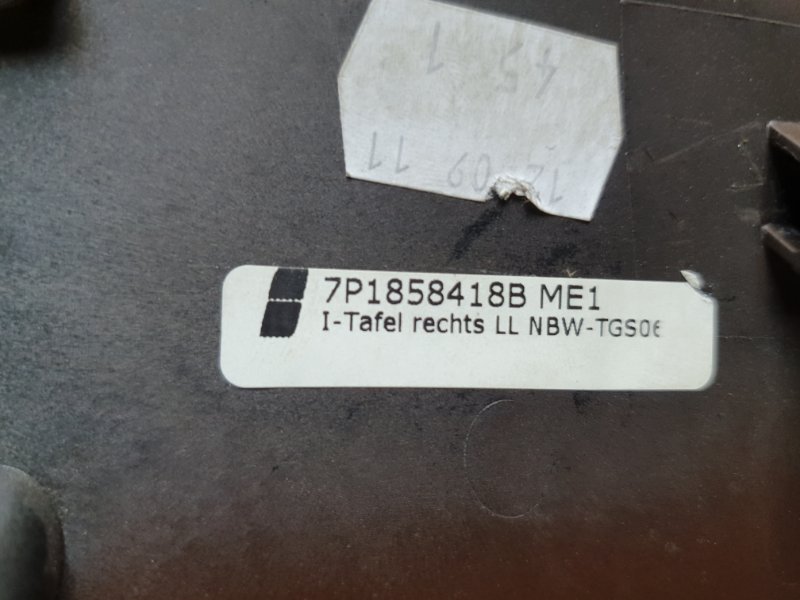 45 1
12 09 11
7P1858418B ME1
I-Tafel rechts LL NBW-TGS06